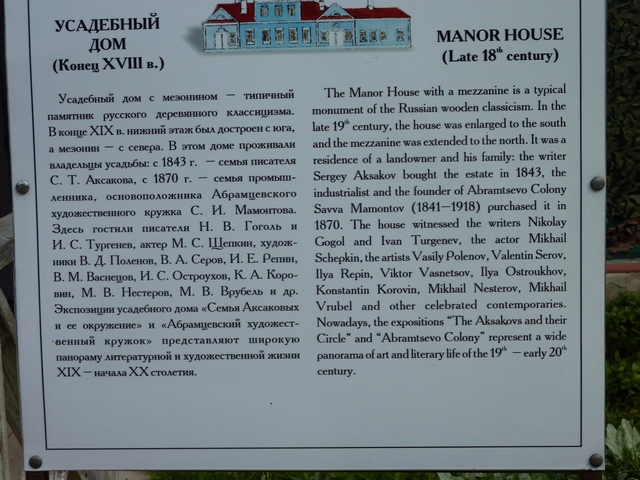 УСАДЕБНЫЙ
ДОМ
(Конец XVIII в.)
Усадебный дом с мезонином — типичный
памятник русского деревянного классицизма.
В конце XIX в. нижний этаж был достроен с юга,
а мезонин — с севера. В этом доме проживали
владельцы усадьбы: с 1843 г. — семья писателя
С. Т. Аксакова, с 1870 г. — семья промыш-
ленника, основоположника Абрамцевского
художественного кружка С. И. Мамонтова.
Здесь гостили писатели Н. В. Гоголь и
И. С. Тургенев, актер М. С. Щепкин, худож-
ники В. Д. Поленов, В. А. Серов, И. Е. Репин,
В. М. Васнецов, И. С. Остроухов, К. А. Коро-
вин, М. В. Нестеров, М. В. Врубель и др.
Экспозиции усадебного дома «Семья Аксаковых
и ее окружение» и «Абрамцевский художест-
венный кружок» представляют широкую
панораму литературной и художественной жизни
XIX — начала XX столетия.
MANOR HOUSE
(Late 18th century)
The Manor House with a mezzanine is a typical
monument of the Russian wooden classicism. In the
late 19th century, the house was enlarged to the south
and the mezzanine was extended to the north. It was a
residence of a landowner and his family: the writer
Sergey Aksakov bought the estate in 1843, the
industrialist and the founder of Abramtsevo Colony
Savva Mamontov (1841–1918) purchased it in
1870. The house witnessed the writers Nikolay
Gogol and Ivan Turgenev, the actor Mikhail
Schepkin, the artists Vasily Polenov, Valentin Serov,
Ilya Repin, Viktor Vasnetsov, Ilya Ostroukhov,
Konstantin Korovin, Mikhail Nesterov, Mikhail
Vrubel and other celebrated contemporaries.
Nowadays, the expositions “The Aksakovs and their
Circle” and “Abramtsevo Colony” represent a wide
panorama of art and literary life of the 19th — early 20th
century.